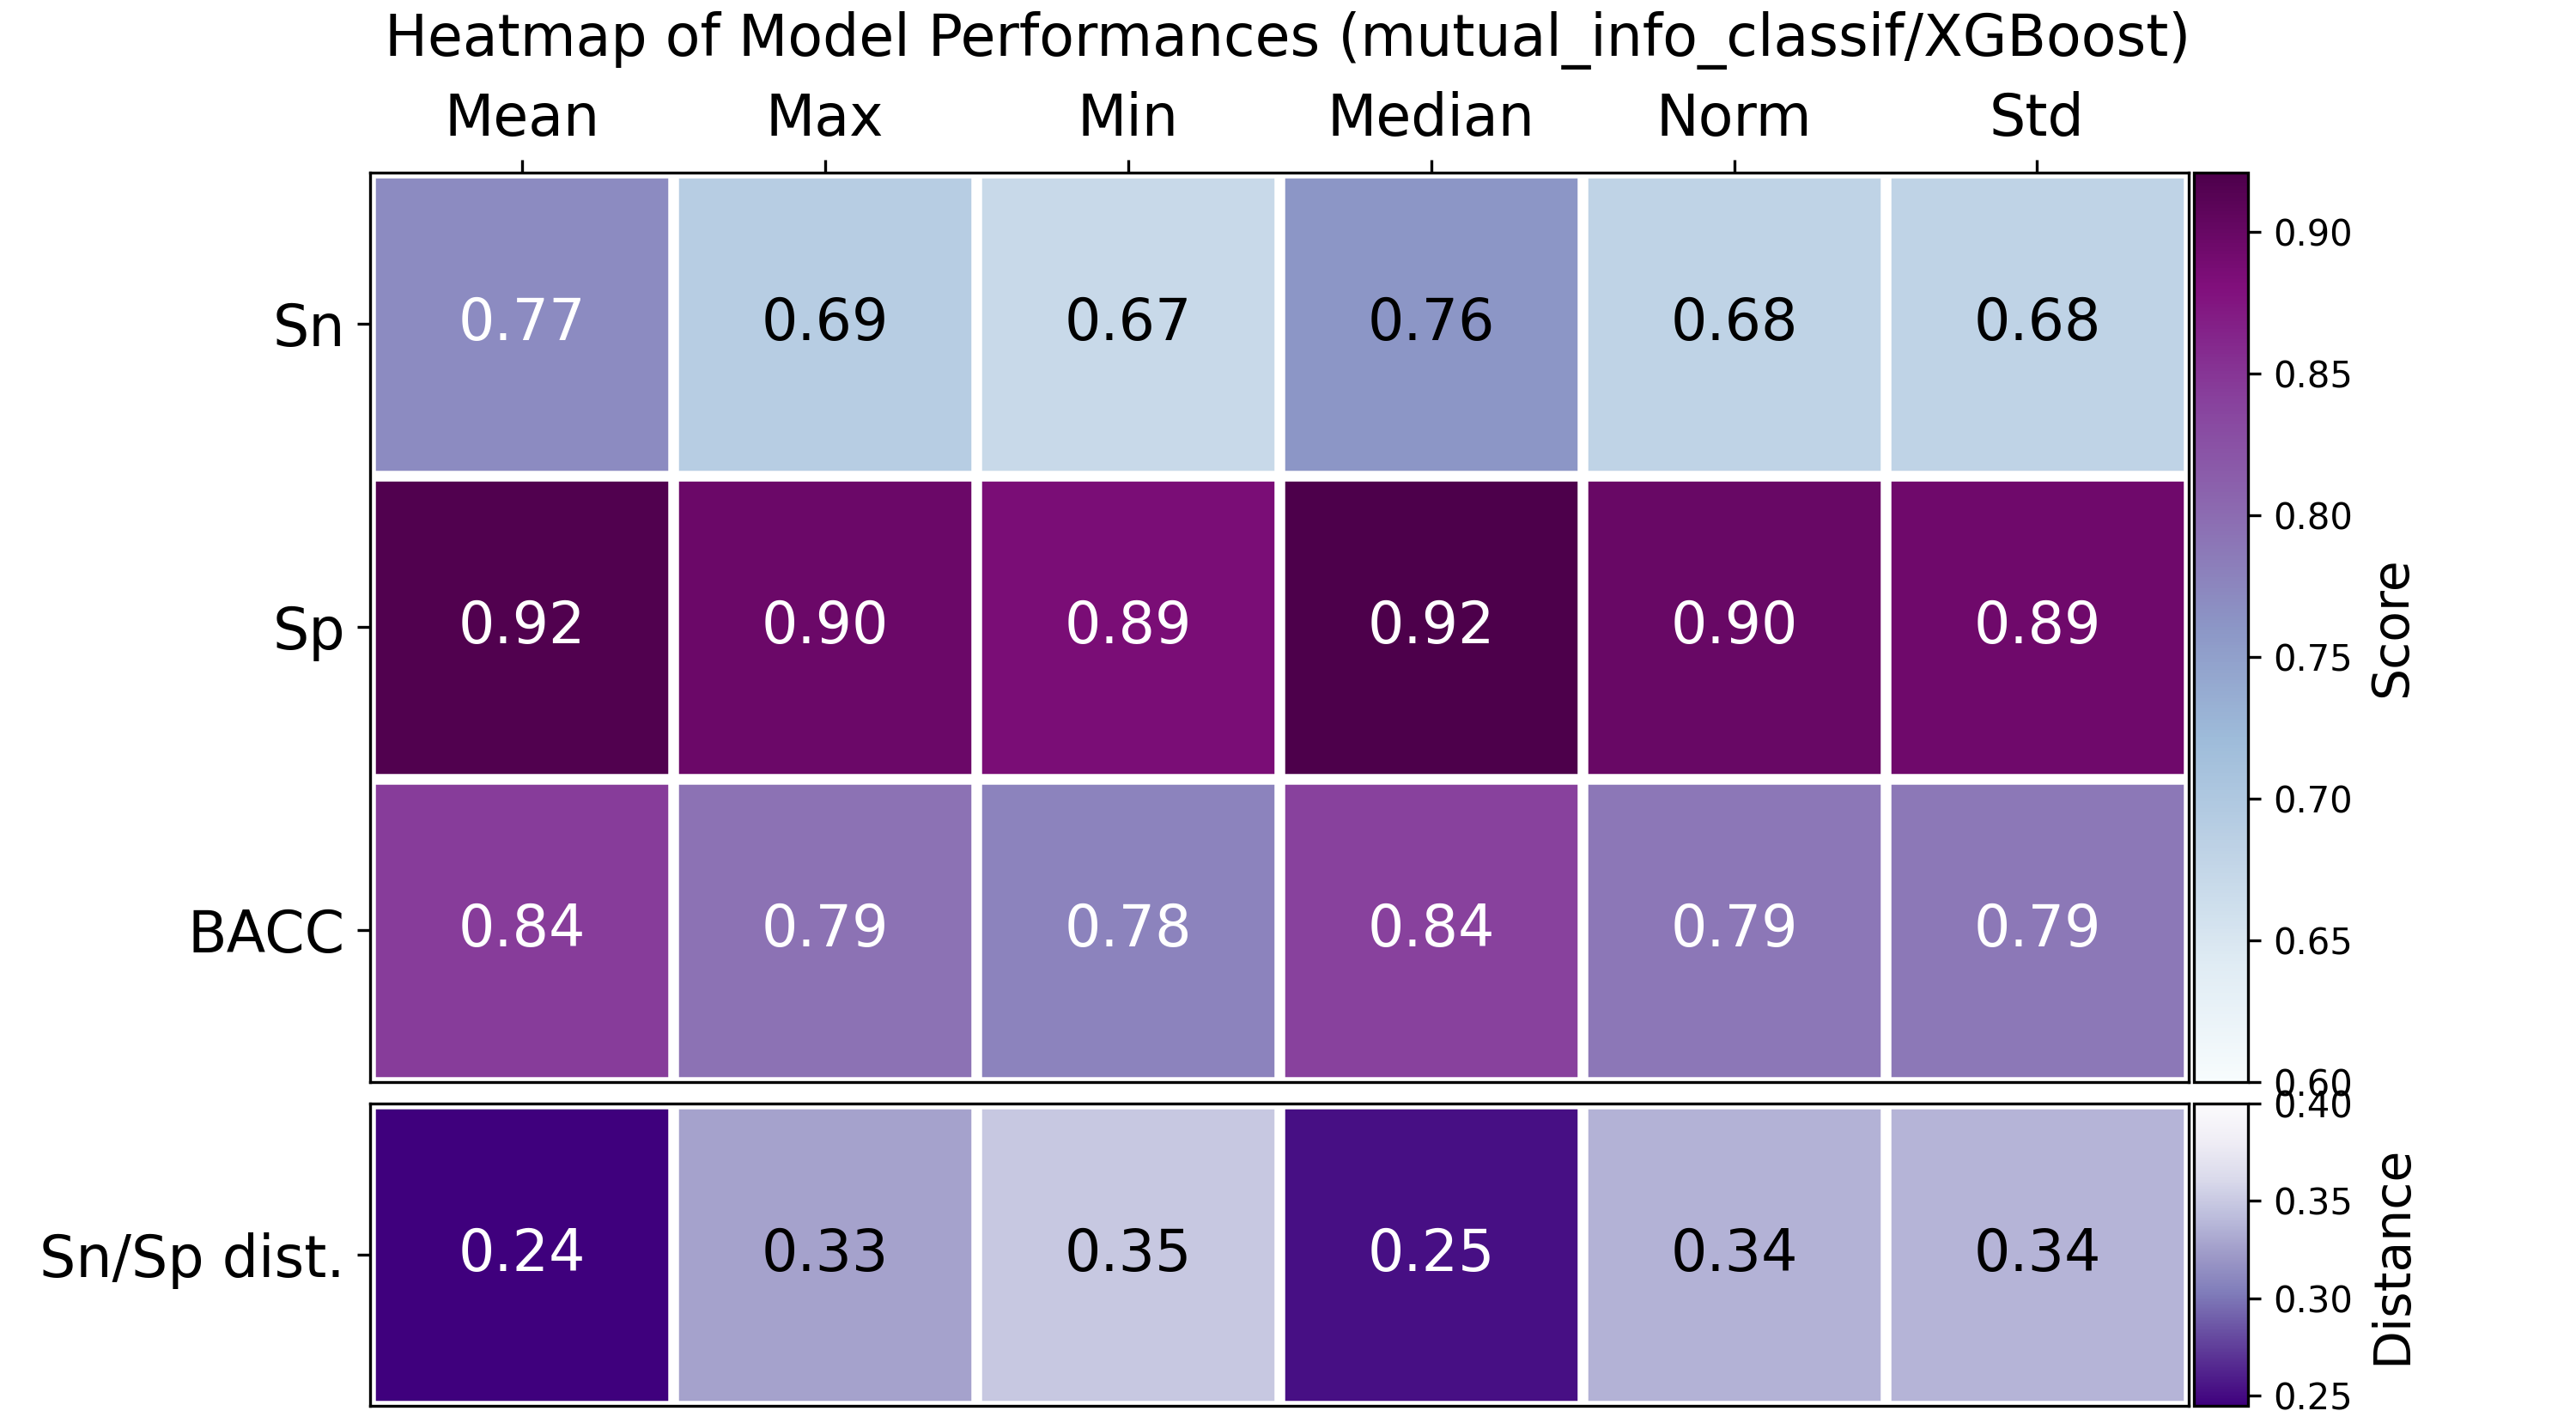 Heatmap of Model Performances (mutual_info_classif/XGBoost)
Mean Max Min Median Norm Std
Sn 0.77 0.69 0.67 0.76 0.68 0.68
Sp 0.92 0.90 0.89 0.92 0.90 0.89
BACC 0.84 0.79 0.78 0.84 0.79 0.79
Sn/Sp dist. 0.24 0.33 0.35 0.25 0.34 0.34
0.90
0.85
0.80
0.75
0.70
0.65
0.60
Score
0.40
0.35
0.30
0.25
Distance